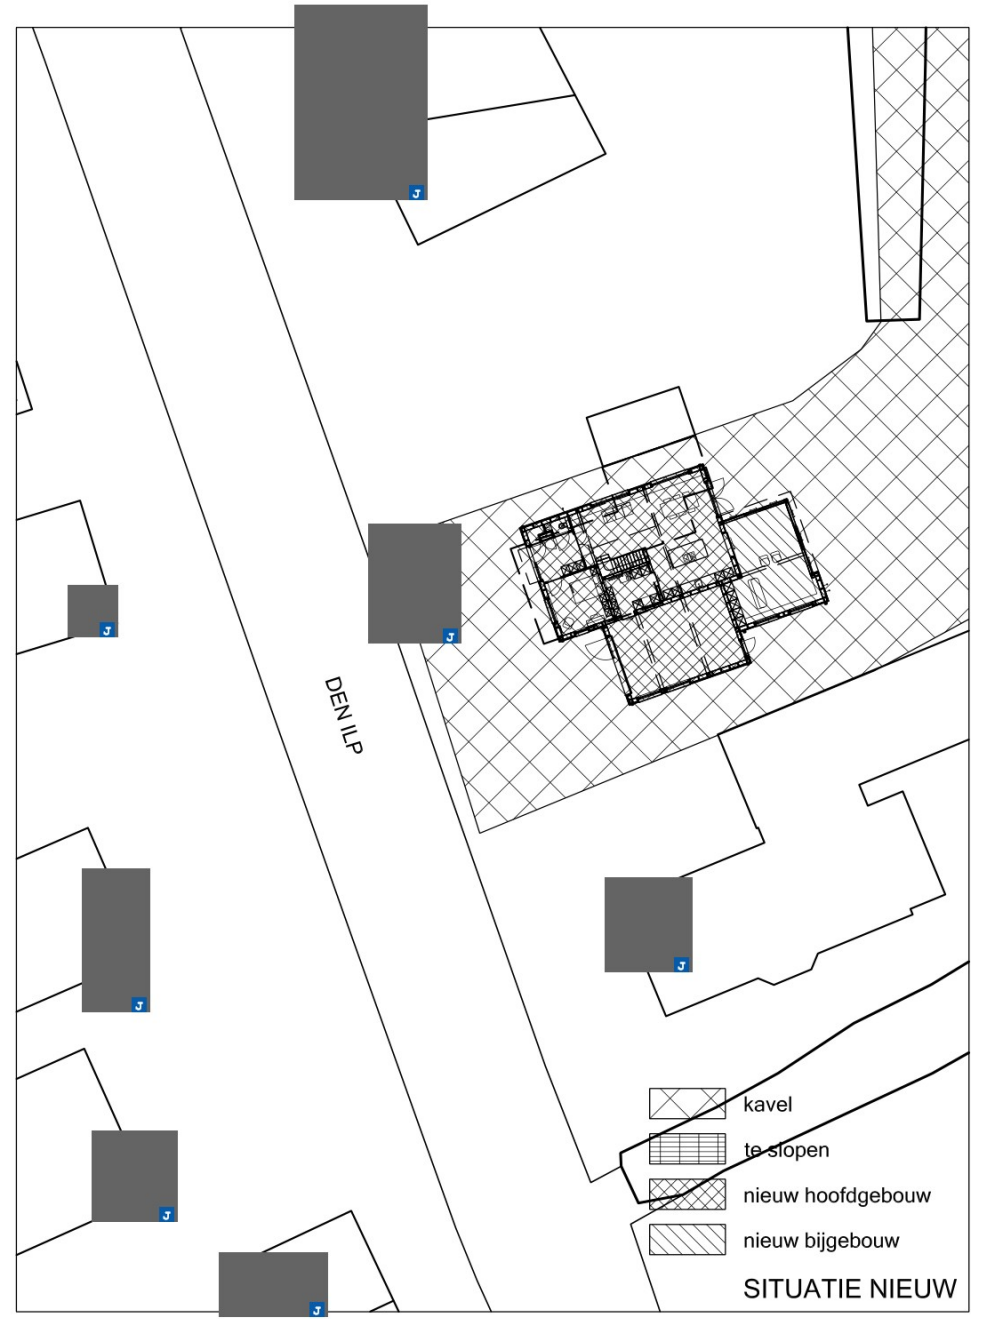 J
J
J
DEN ILP
J
J
kavel
te slopen
nieuw hoofdgebouw
J
nieuw bijgebouw
SITUATIE NIEUW
J